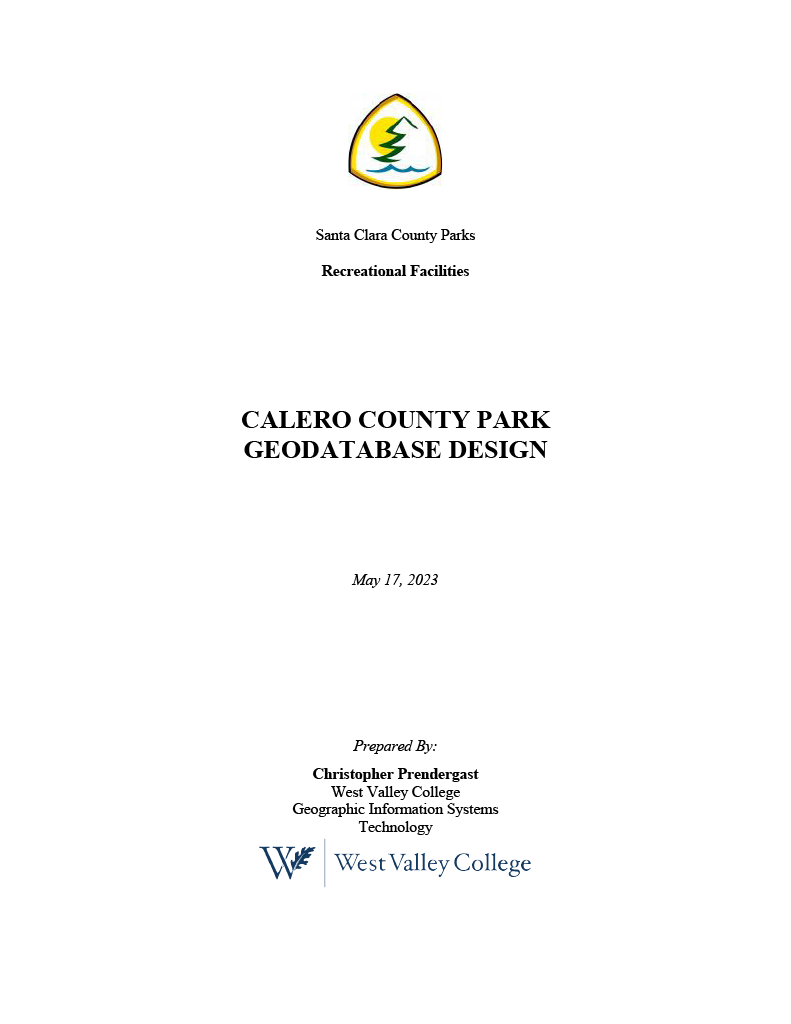 Santa Clara County Parks
Recreational Facilities
CALERO COUNTY PARK
GEODATABASE DESIGN
May 17, 2023
Prepared By:
Christopher Prendergast
West Valley College
Geographic Information Systems
Technology
W West Valley College